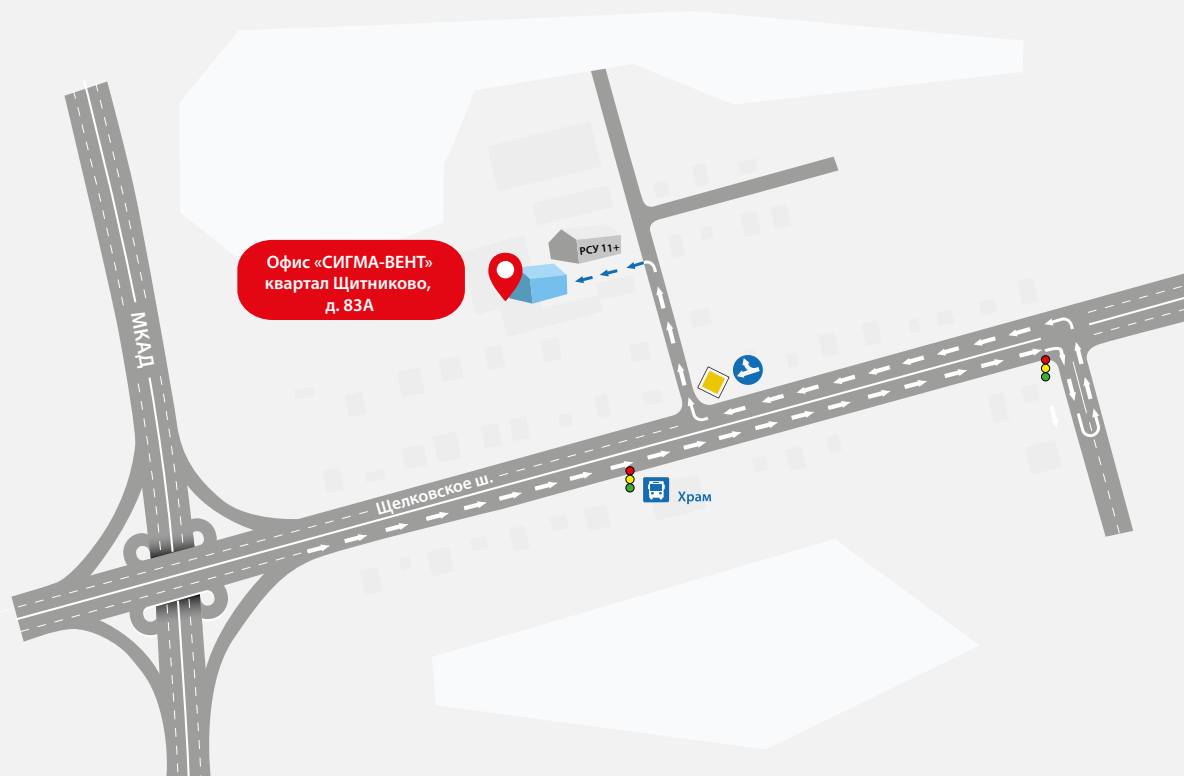 РСУ 11+
Офис «СИГМА-ВЕНТ»
квартал Щитниково,
д. 83А
МКАД
Щелковское ш.
Храм